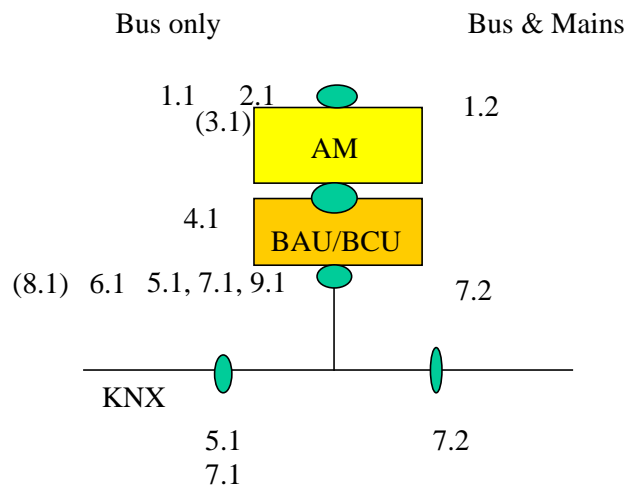 Bus only Bus & Mains
1.1 2.1 1.2
(3.1)
AM
4.1
BAU/BCU
(8.1) 6.1 5.1, 7.1, 9.1 7.2
KNX
5.1 7.2
7.1